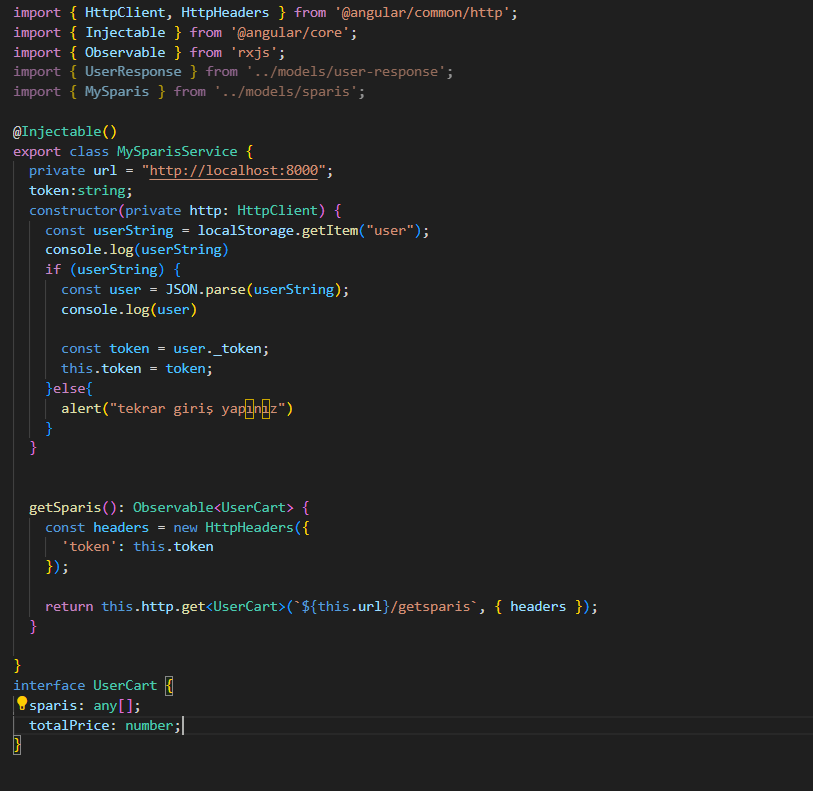 import { HttpClient, HttpHeaders } from '@angular/common/http';
import { Injectable } from '@angular/core';
import { Observable } from 'rxjs';
import { UserResponse } from '../models/user-response';
import { MySparis } from '../models/sparis';
@Injectable()
export class MySparisService {
  private url = "http://localhost:8000";
  token:string;
  constructor(private http: HttpClient) {
    const userString = localStorage.getItem("user");
    console.log(userString)
    if (userString) {
      const user = JSON.parse(userString);
      console.log(user)
      const token = user._token;
      this.token = token;
    }else{
      alert("tekrar giriş yapınız")
    }
  }
  getSparis(): Observable<UserCart> {
    const headers = new HttpHeaders({
      'token': this.token
    });
    return this.http.get<UserCart>(`${this.url}/getsparis`, { headers });
  }
}
interface UserCart {
  sparis: any[];
  totalPrice: number;
}